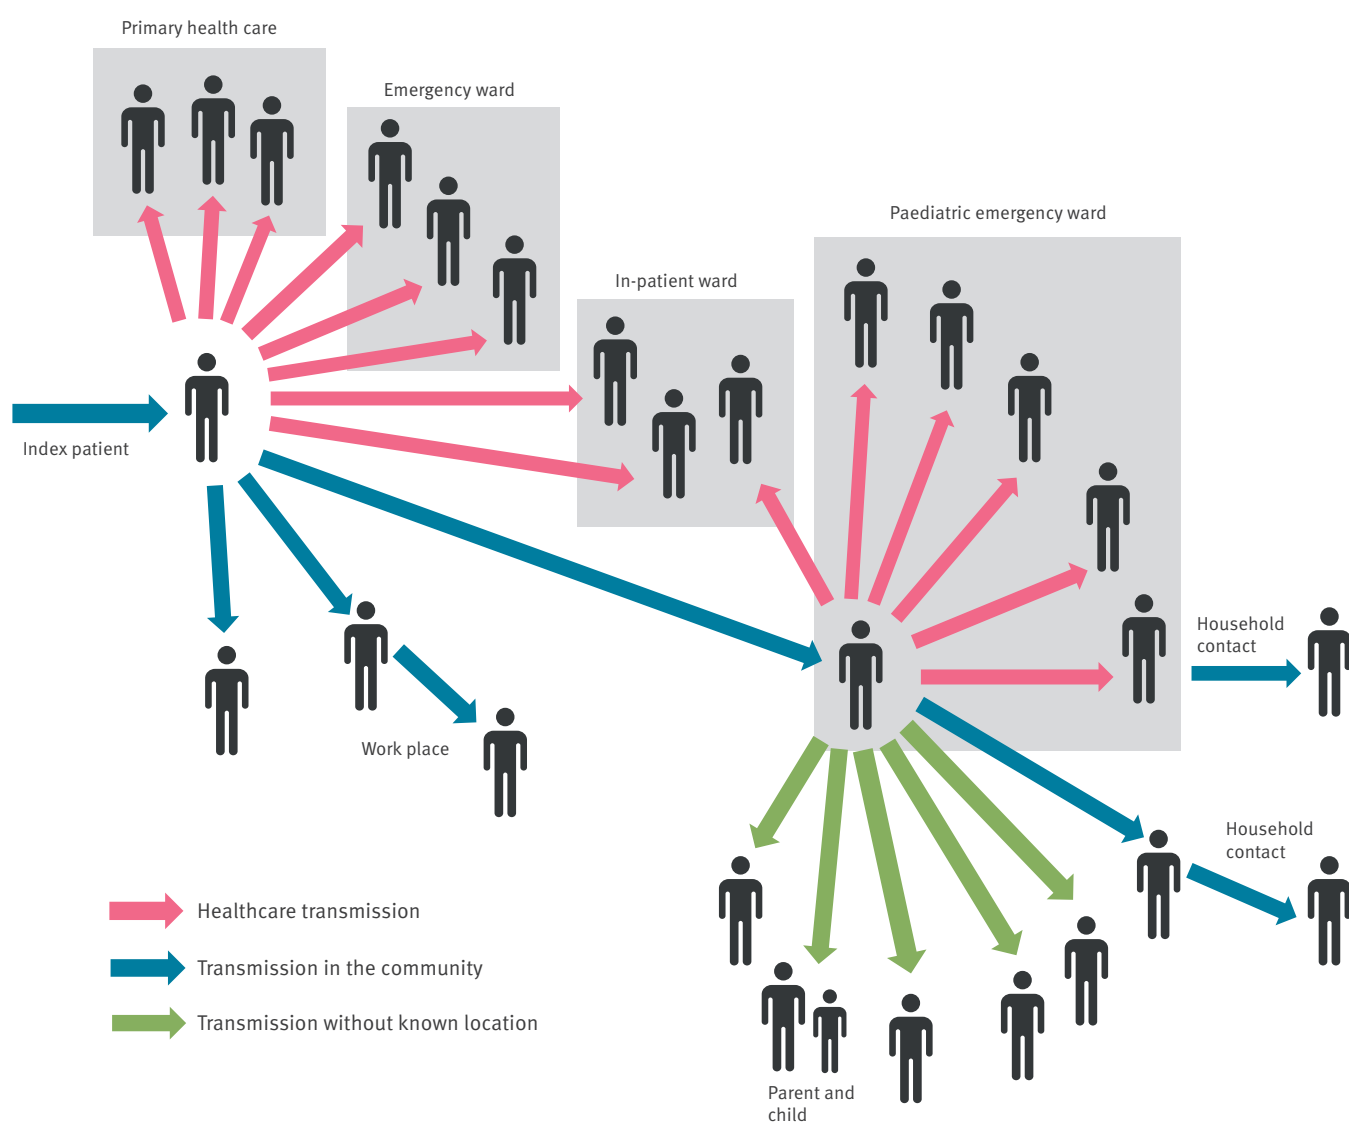 Primary health care
Emergency ward
Paediatric emergency ward
In-patient ward
Index patient
Household
contact
Work place
Household
contact
Healthcare transmission
Transmission in the community
Transmission without known location
Parent and
child